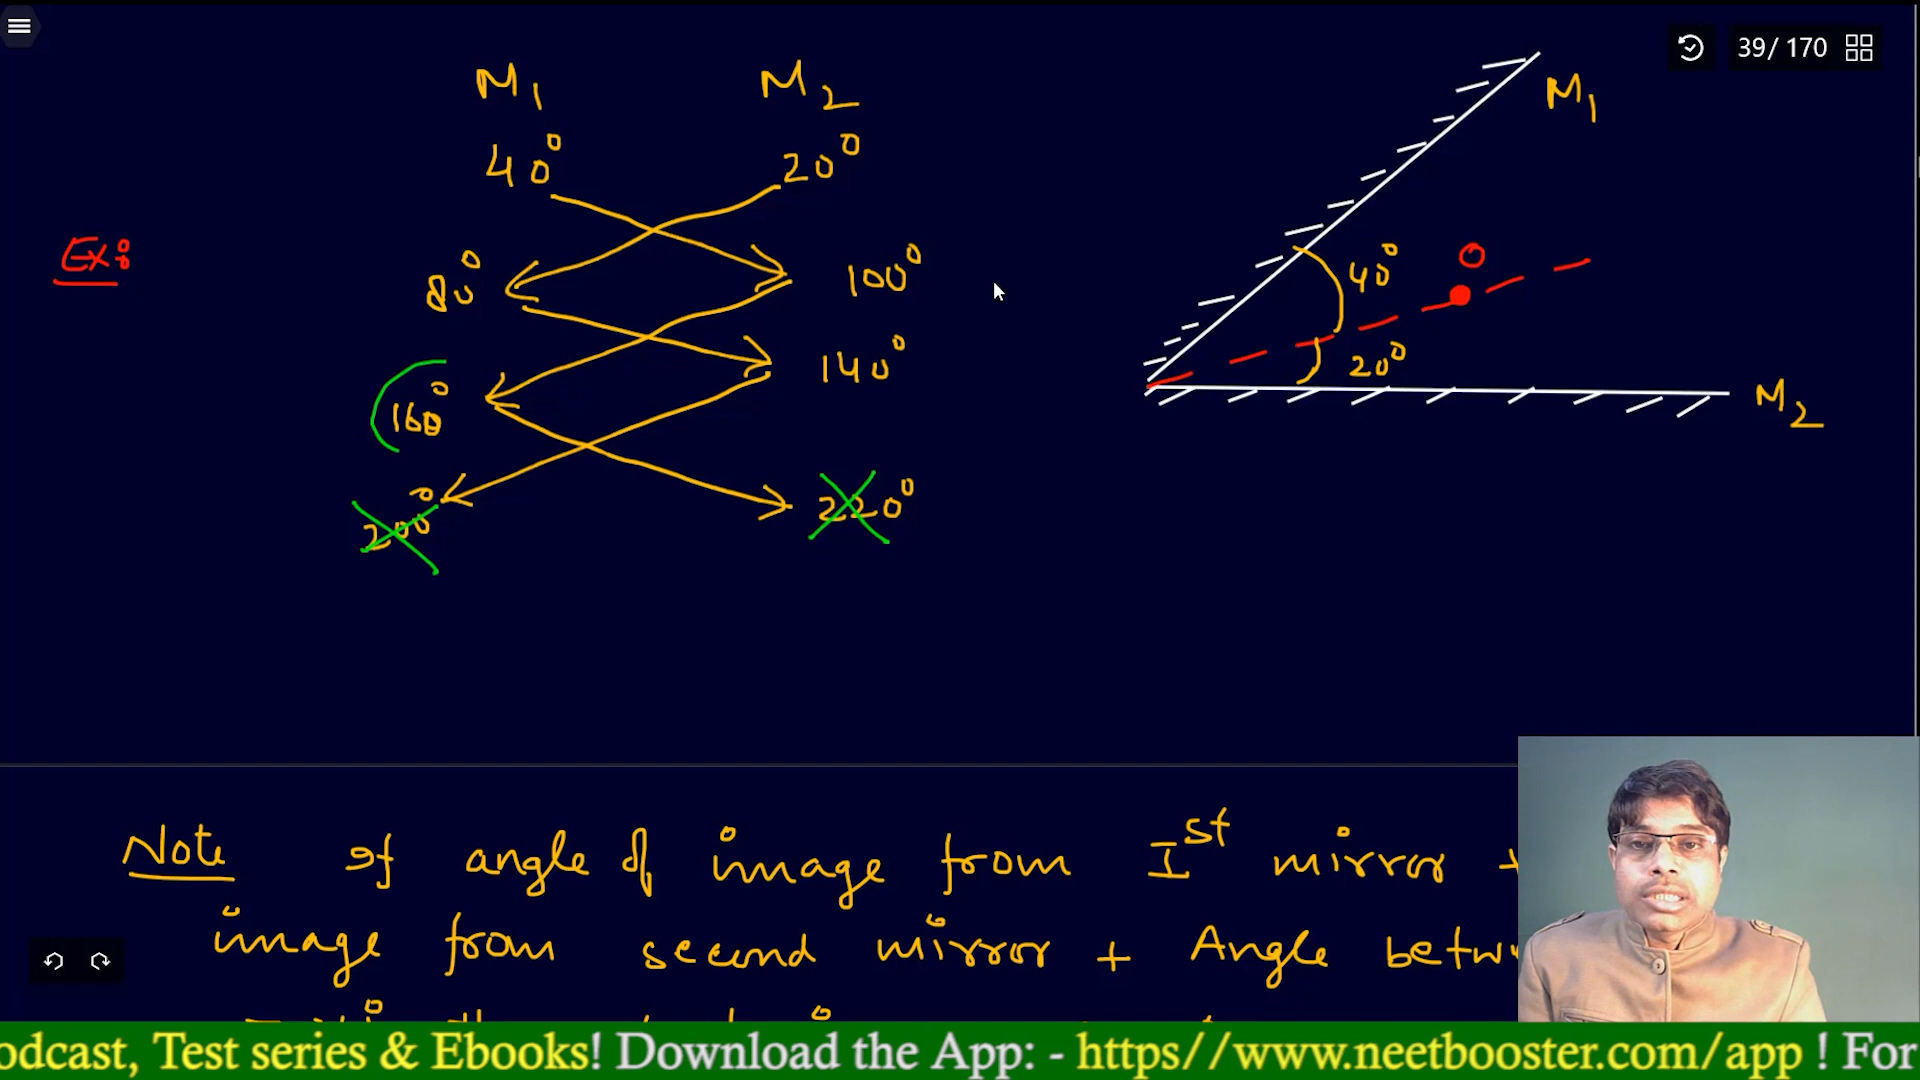 39/ 170
M1 M2
40° 20°
Ex:
80° 100°
140°
160°
200° 220°
M1
O
40°
20°
M2
Note If angle of image from Ist mirror +
image from second mirror + Angle betw
odcast, Test series & Ebooks! Download the App: - https//www.neetbooster.com/app ! For